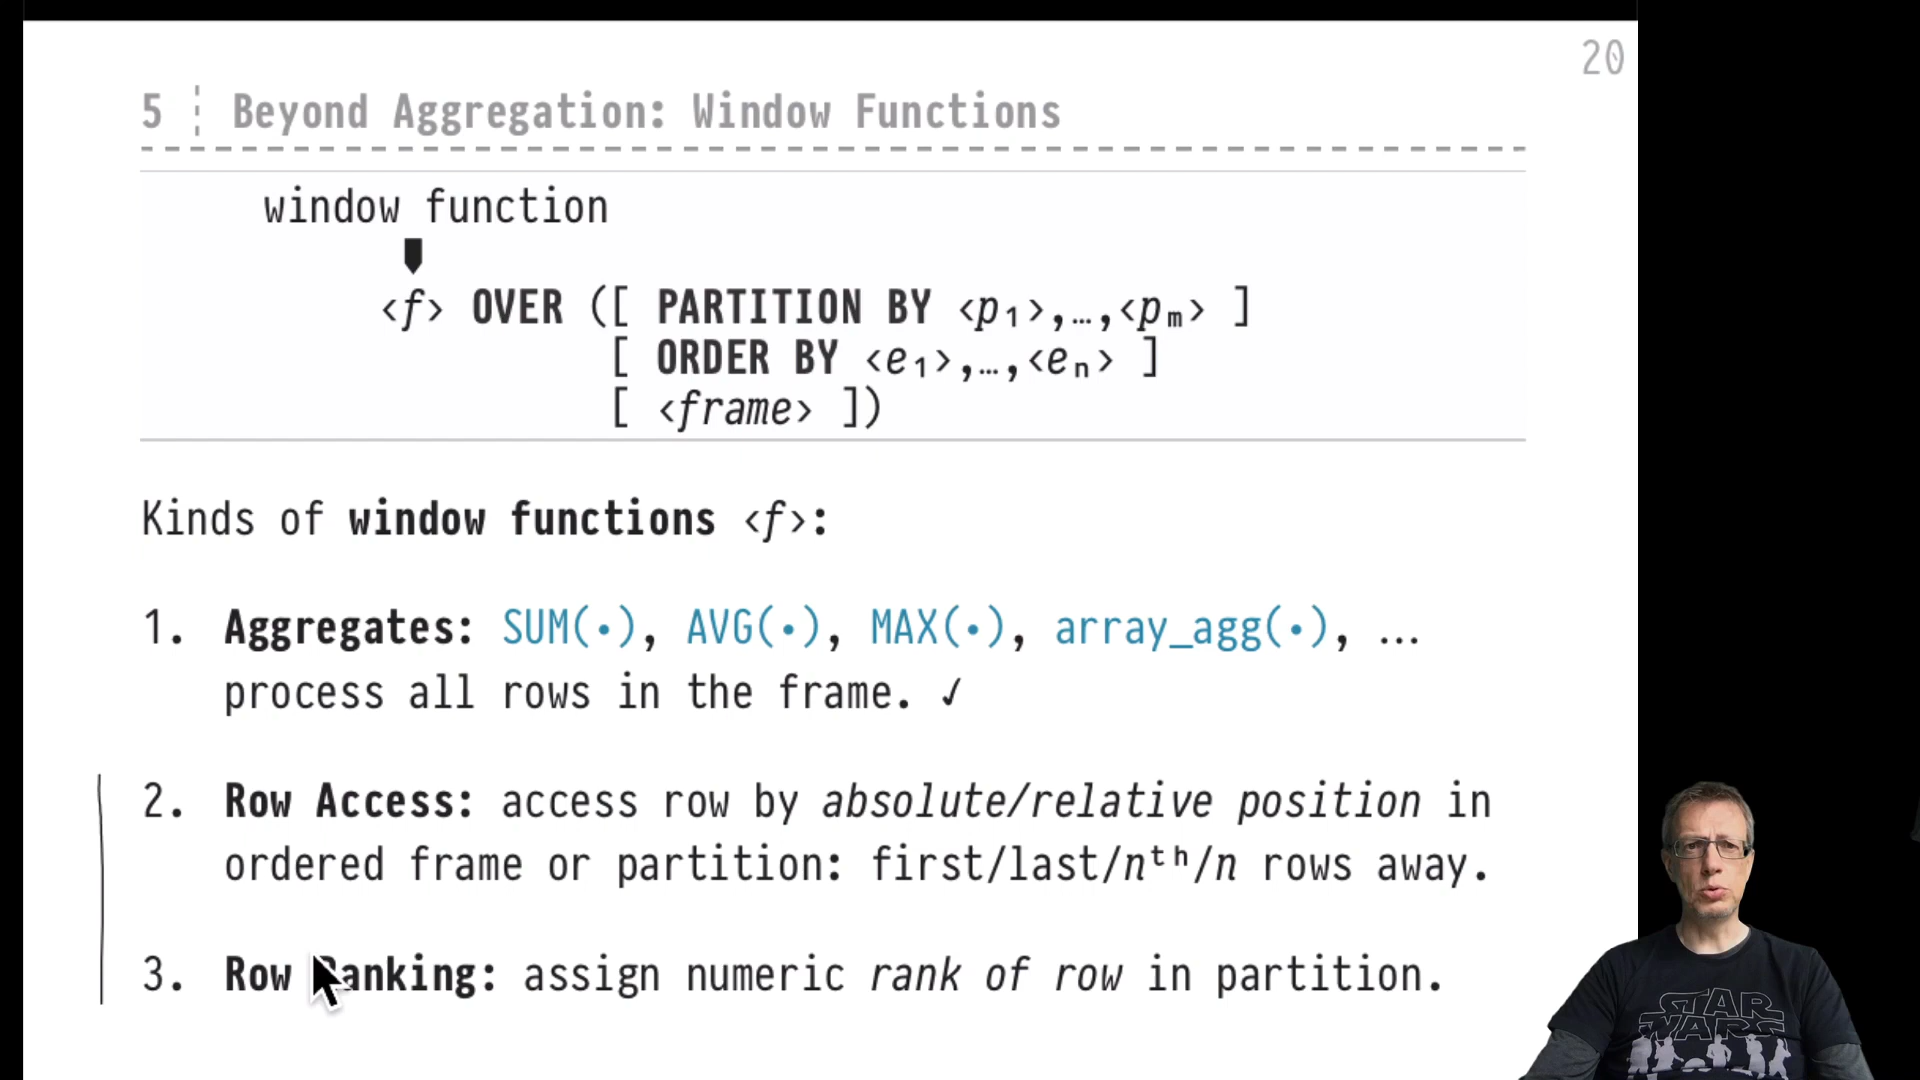 20
5 ┆ Beyond Aggregation: Window Functions
window function
<f> OVER ([ PARTITION BY <p₁>,…,<pₘ> ]
[ ORDER BY <e₁>,…,<eₙ> ]
[ <frame> ])
Kinds of window functions <f>:
1. Aggregates: SUM(•), AVG(•), MAX(•), array_agg(•), …
process all rows in the frame. ✓
2. Row Access: access row by absolute/relative position in
ordered frame or partition: first/last/nᵗʰ/n rows away.
3. Row Ranking: assign numeric rank of row in partition.
STAR
WARS